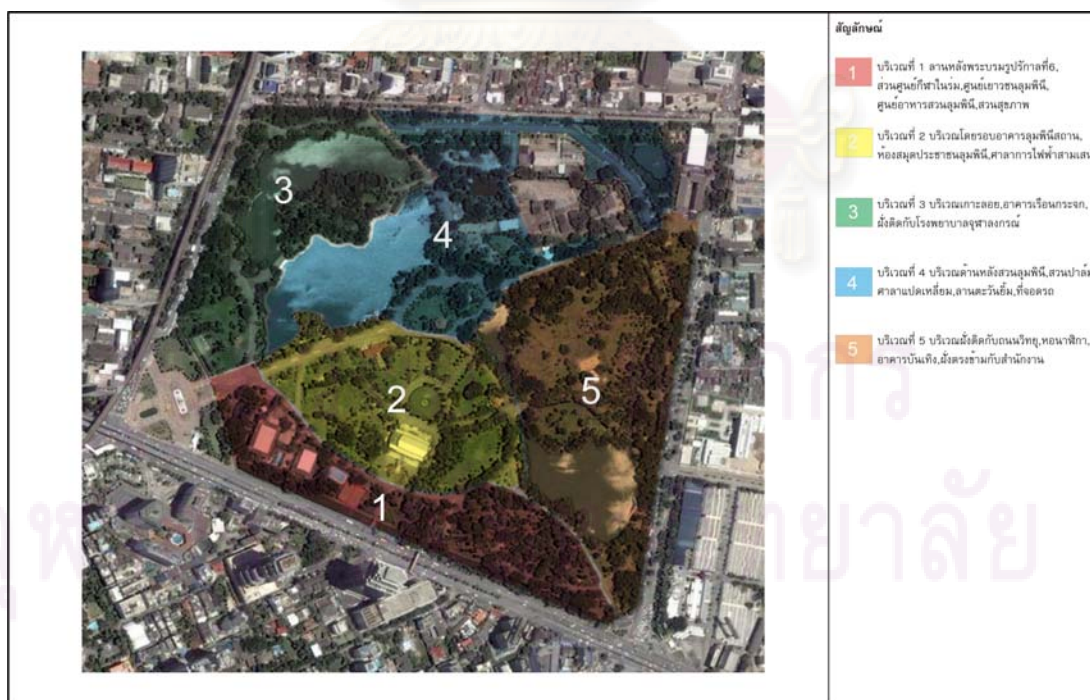 สัญลักษณ์
1 บริเวณที่ 1 ลานหลังพระบรมรูปรักาลที่6,
ส่วนศูนย์กีฬาในร่ม,ศูนย์เยาวชนลุมพินี,
ศูนย์อาหารสวนลุมพินี,สวนสุขภาพ
2 บริเวณที่ 2 บริเวณโดยรอบอาคารลุมพินีสถาน,
ห้องสมุดประชาชนลุมพินี,ศาลาการไฟฟ้าสามเสน
3 บริเวณที่ 3 บริเวณเกาะลอย,อาคารเรือนกระจก,
ฝั่งติดกับโรงพยาบาลจุฬาลงกรณ์
4 บริเวณที่ 4 บริเวณด้านหลังสวนลุมพินี,สวนปาล์ม
ศาลาแปดเหลี่ยม,ลานตะวันยิ้ม,ที่จอดรถ
5 บริเวณที่ 5 บริเวณฝั่งติดกับถนนวิทยุ,หอนาฬิกา,
อาคารบันเทิง,ฝั่งตรงข้ามกับสำนักงาน
3
4
2
5
1